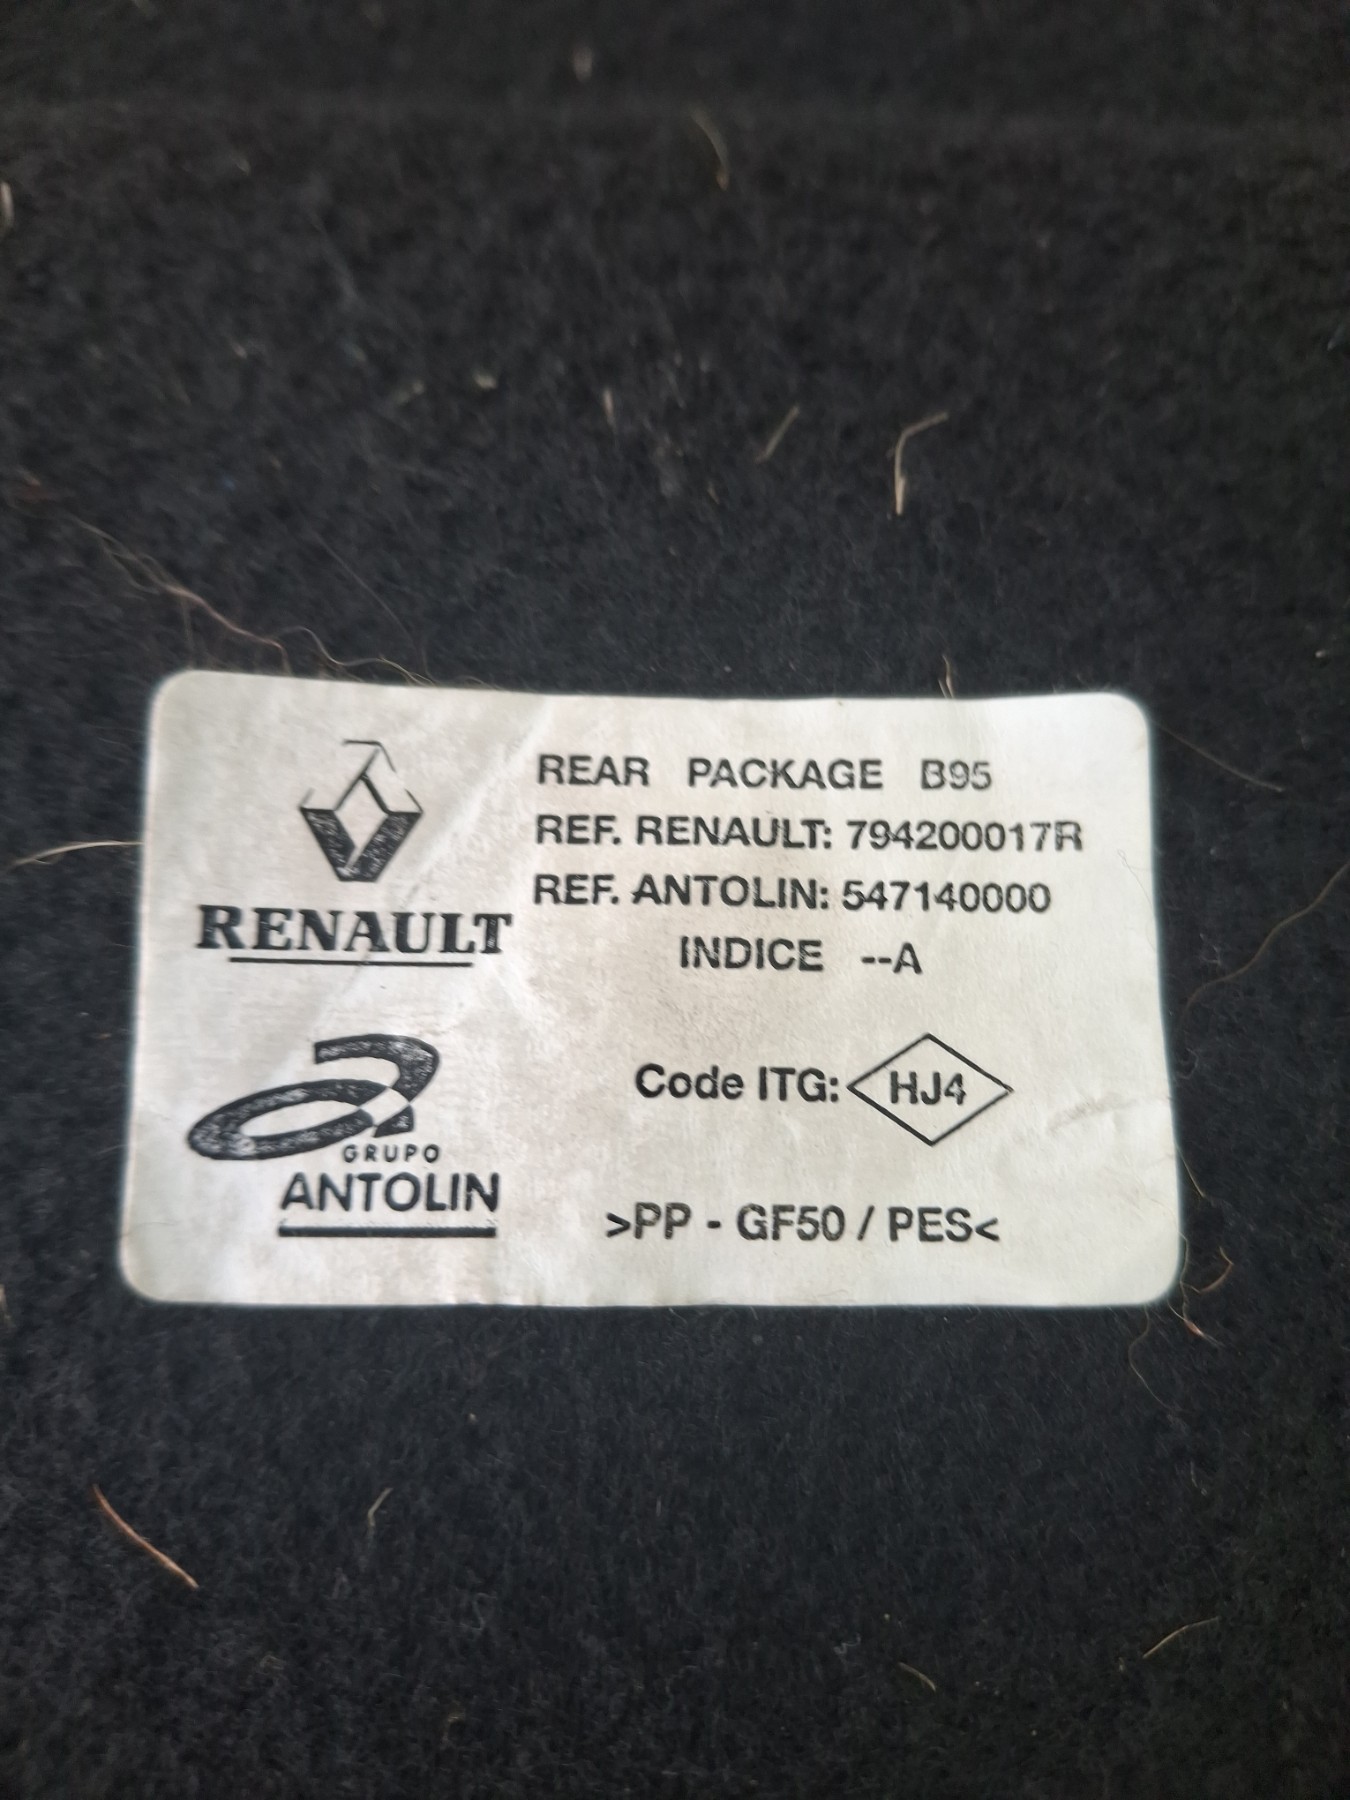 REAR PACKAGE B95
REF. RENAULT: 794200017R
REF. ANTOLIN: 547140000
INDICE --A
RENAULT
Code ITG: HJ4
GRUPO
ANTOLIN
>PP - GF50 / PES<